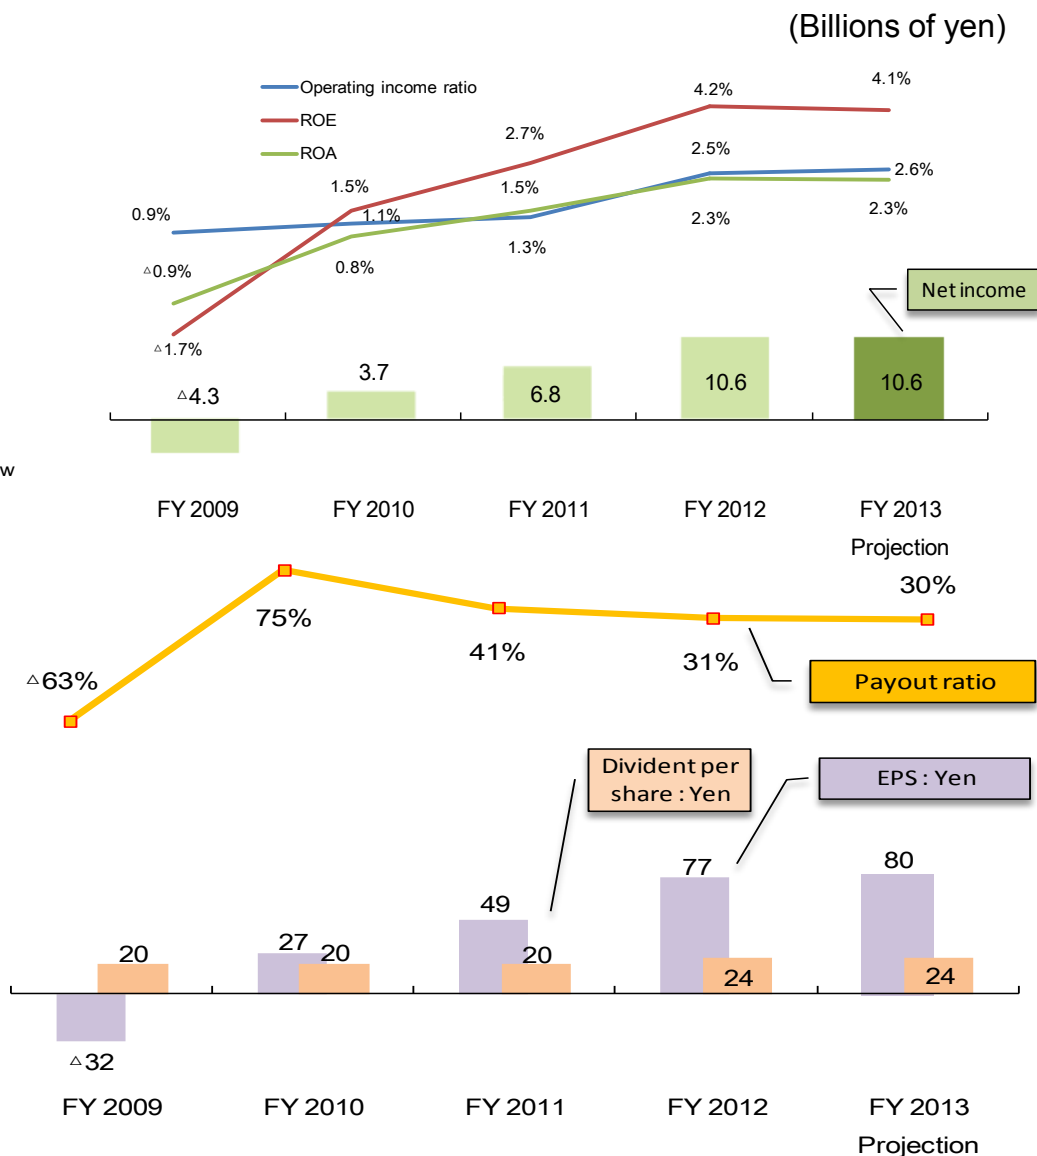 (Billions of yen)
Operating income ratio
ROE
ROA
4.2%
4.1%
2.7%
2.5%
2.6%
1.5%
1.5%
0.9%
1.1%
2.3%
2.3%
1.3%
△0.9%
0.8%
△1.7%
Net income
△4.3
3.7
6.8
10.6
10.6
w
FY 2009
FY 2010
FY 2011
FY 2012
FY 2013
Projection
△63%
75%
41%
31%
30%
Payout ratio
Divident per
share : Yen
EPS : Yen
20
27
20
49
20
77
24
80
24
△32
FY 2009
FY 2010
FY 2011
FY 2012
FY 2013
Projection